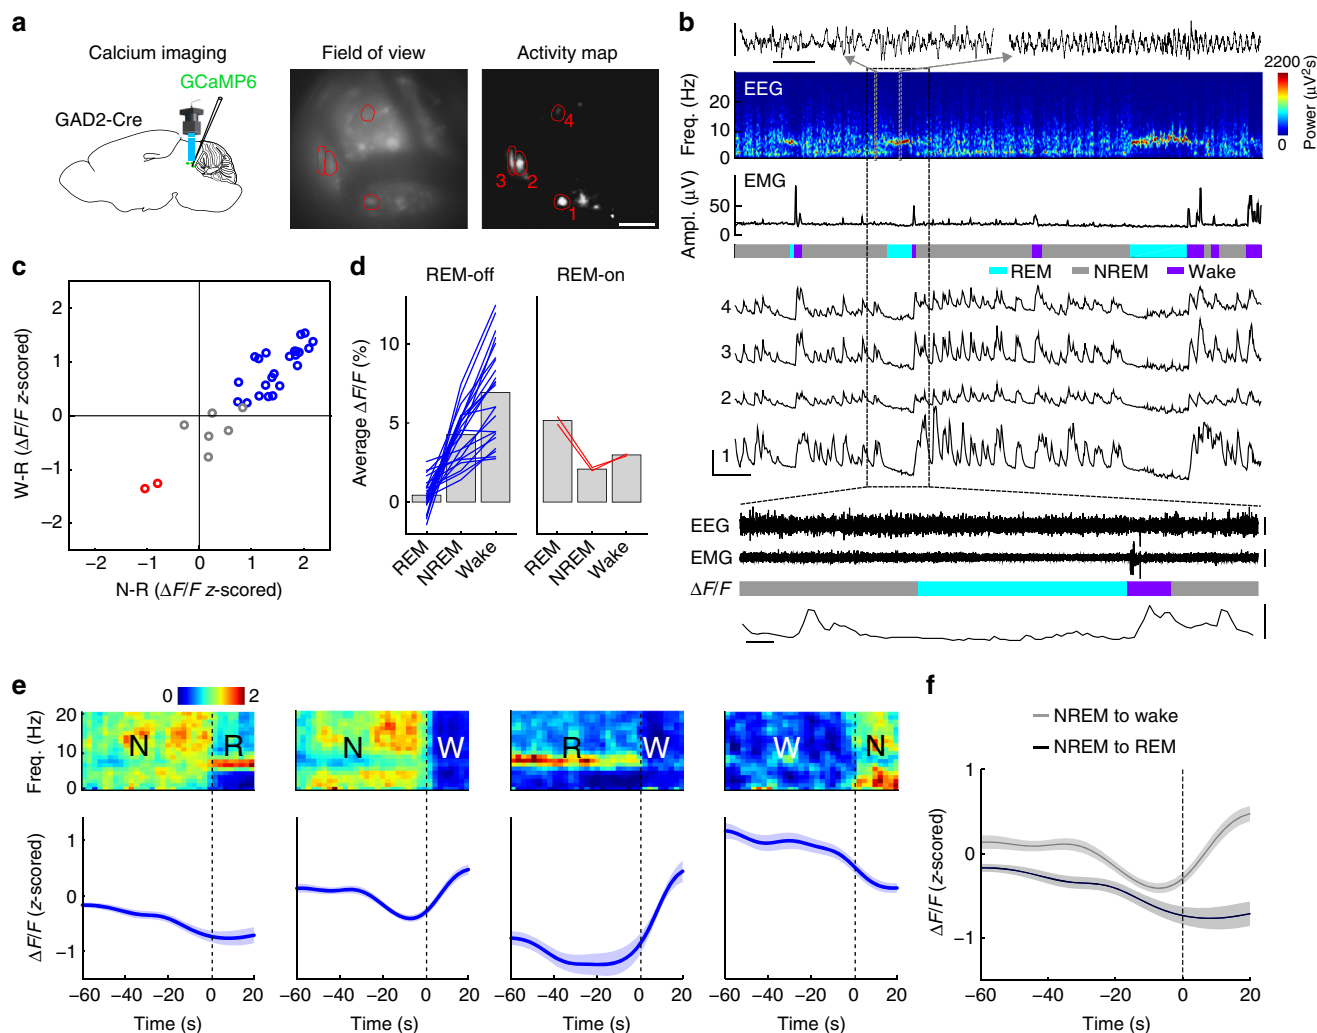 a
Calcium imaging
GCaMP6
GAD2-Cre
Field of view
Activity map
4
3 2
1
b
2200
0
Power (μV²s)
EEG
Freq. (Hz)
20
10
0
EMG
Ampl. (μV)
50
0
REM NREM Wake
4
3
2
1
EEG
EMG
ΔF/F
c
W-R (ΔF/F z-scored)
2
1
0
−1
−2
−2 −1 0 1 2
N-R (ΔF/F z-scored)
d
REM-off REM-on
Average ΔF/F (%)
10
5
0
REM NREM Wake REM NREM Wake
e
0 2
Freq. (Hz)
20
10
0
N R
N W
R W
W N
ΔF/F (z-scored)
1
0
−1
−60 −40 −20 0 20
−60 −40 −20 0 20
−60 −40 −20 0 20
−60 −40 −20 0 20
Time (s) Time (s) Time (s) Time (s)
f
NREM to wake
NREM to REM
ΔF/F (z-scored)
1
0
−1
−60 −40 −20 0 20
Time (s)